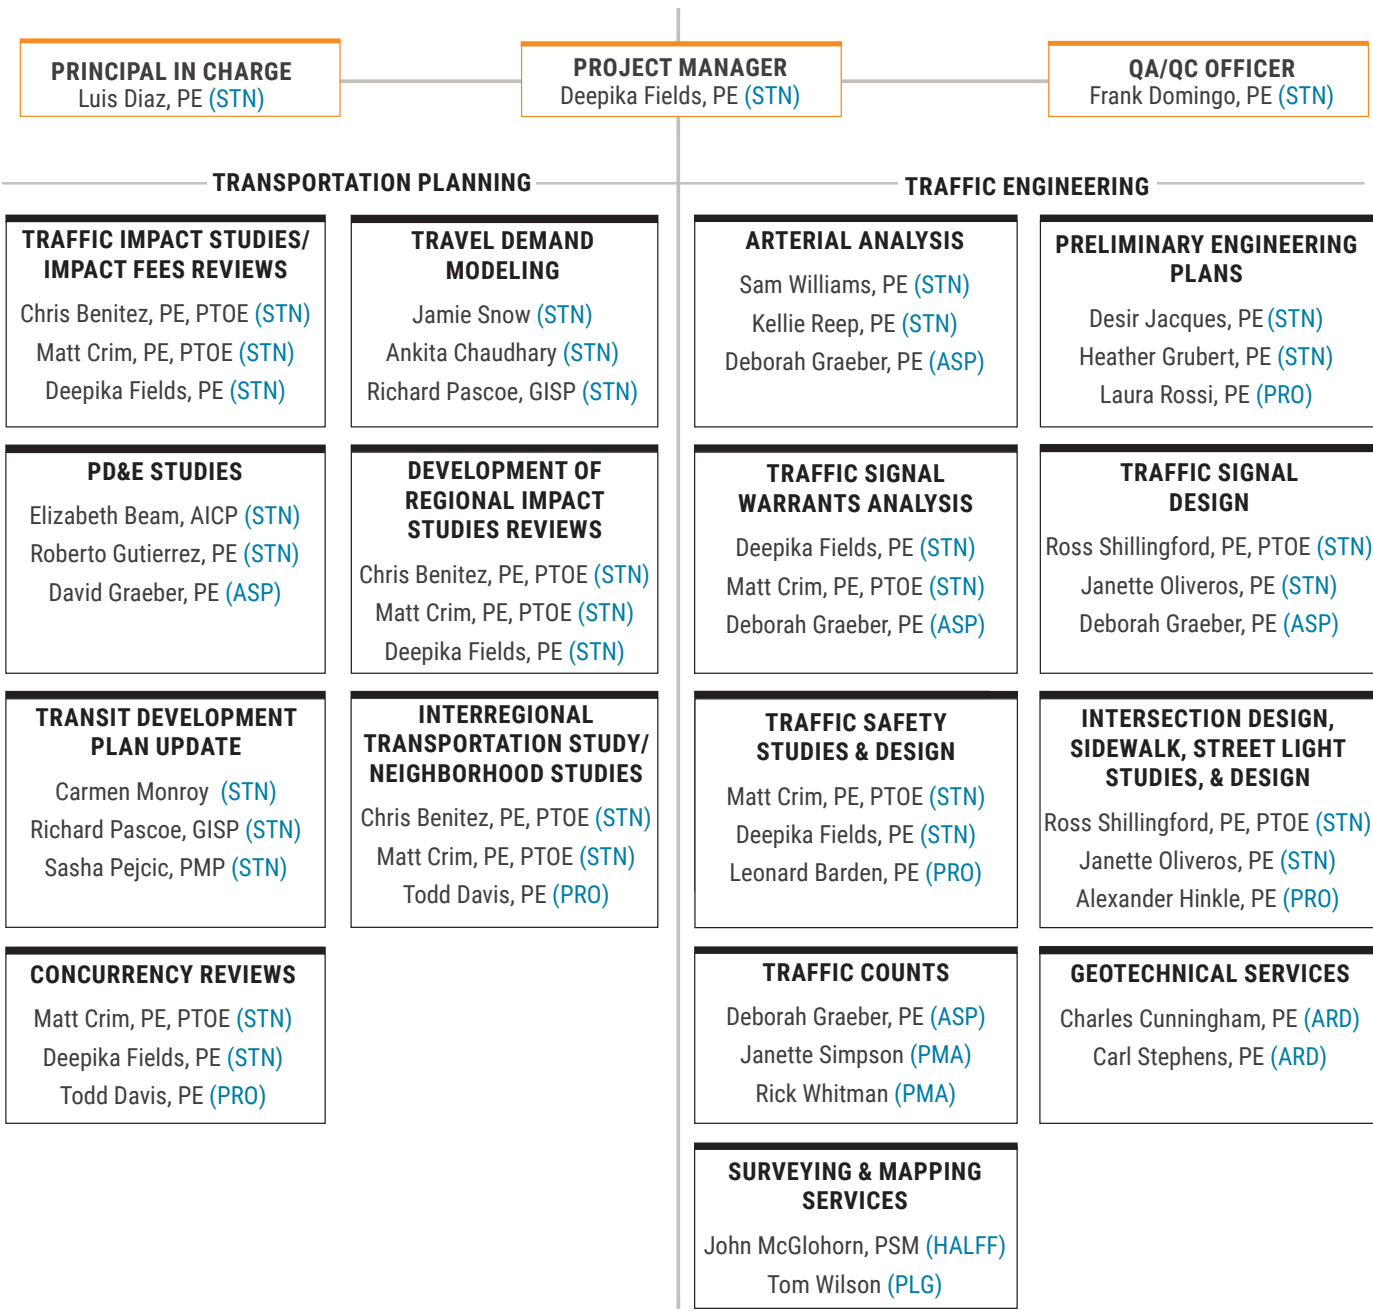 PRINCIPAL IN CHARGE
Luis Diaz, PE (STN)
PROJECT MANAGER
Deepika Fields, PE (STN)
QA/QC OFFICER
Frank Domingo, PE (STN)
TRANSPORTATION PLANNING
TRAFFIC IMPACT STUDIES/
IMPACT FEES REVIEWS
Chris Benitez, PE, PTOE (STN)
Matt Crim, PE, PTOE (STN)
Deepika Fields, PE (STN)
TRAVEL DEMAND
MODELING
Jamie Snow (STN)
Ankita Chaudhary (STN)
Richard Pascoe, GISP (STN)
PD&E STUDIES
Elizabeth Beam, AICP (STN)
Roberto Gutierrez, PE (STN)
David Graeber, PE (ASP)
DEVELOPMENT OF
REGIONAL IMPACT
STUDIES REVIEWS
Chris Benitez, PE, PTOE (STN)
Matt Crim, PE, PTOE (STN)
Deepika Fields, PE (STN)
TRANSIT DEVELOPMENT
PLAN UPDATE
Carmen Monroy (STN)
Richard Pascoe, GISP (STN)
Sasha Pejcic, PMP (STN)
INTERREGIONAL
TRANSPORTATION STUDY/
NEIGHBORHOOD STUDIES
Chris Benitez, PE, PTOE (STN)
Matt Crim, PE, PTOE (STN)
Todd Davis, PE (PRO)
CONCURRENCY REVIEWS
Matt Crim, PE, PTOE (STN)
Deepika Fields, PE (STN)
Todd Davis, PE (PRO)
TRAFFIC ENGINEERING
ARTERIAL ANALYSIS
Sam Williams, PE (STN)
Kellie Reep, PE (STN)
Deborah Graeber, PE (ASP)
PRELIMINARY ENGINEERING
PLANS
Desir Jacques, PE (STN)
Heather Grubert, PE (STN)
Laura Rossi, PE (PRO)
TRAFFIC SIGNAL
WARRANTS ANALYSIS
Deepika Fields, PE (STN)
Matt Crim, PE, PTOE (STN)
Deborah Graeber, PE (ASP)
TRAFFIC SIGNAL
DESIGN
Ross Shillingford, PE, PTOE (STN)
Janette Oliveros, PE (STN)
Deborah Graeber, PE (ASP)
TRAFFIC SAFETY
STUDIES & DESIGN
Matt Crim, PE, PTOE (STN)
Deepika Fields, PE (STN)
Leonard Barden, PE (PRO)
INTERSECTION DESIGN,
SIDEWALK, STREET LIGHT
STUDIES, & DESIGN
Ross Shillingford, PE, PTOE (STN)
Janette Oliveros, PE (STN)
Alexander Hinkle, PE (PRO)
TRAFFIC COUNTS
Deborah Graeber, PE (ASP)
Janette Simpson (PMA)
Rick Whitman (PMA)
GEOTECHNICAL SERVICES
Charles Cunningham, PE (ARD)
Carl Stephens, PE (ARD)
SURVEYING & MAPPING
SERVICES
John McGlohorn, PSM (HALFF)
Tom Wilson (PLG)